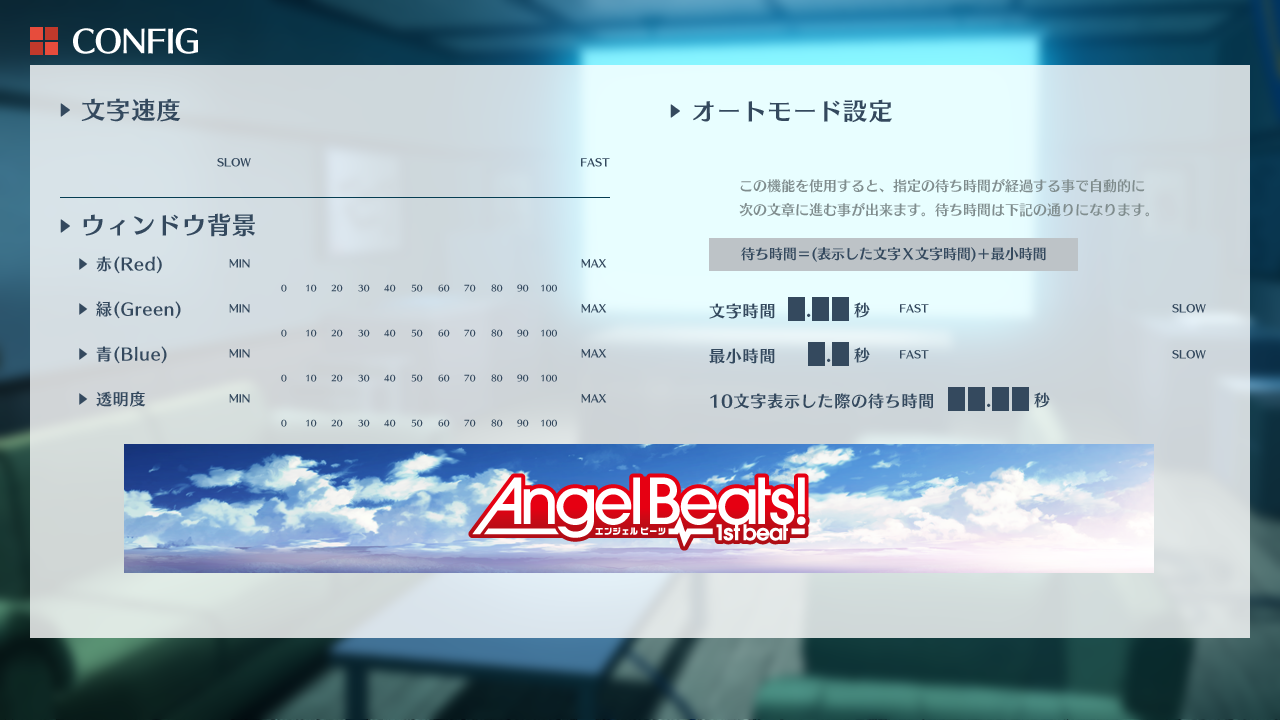 CONFIG
文字速度
SLOW FAST
ウィンドウ背景
赤(Red) MIN MAX
0 10 20 30 40 50 60 70 80 90 100
緑(Green) MIN MAX
0 10 20 30 40 50 60 70 80 90 100
青(Blue) MIN MAX
0 10 20 30 40 50 60 70 80 90 100
透明度 MIN MAX
0 10 20 30 40 50 60 70 80 90 100
オートモード設定
この機能を使用すると、指定の待ち時間が経過する事で自動的に
次の文章に進む事が出来ます。待ち時間は下記の通りになります。
待ち時間＝(表示した文字Ｘ文字時間)＋最小時間
文字時間 . 秒 FAST SLOW
最小時間 . 秒 FAST SLOW
10文字表示した際の待ち時間 . 秒
Angel Beats!
エンジェルビーツ 1st beat